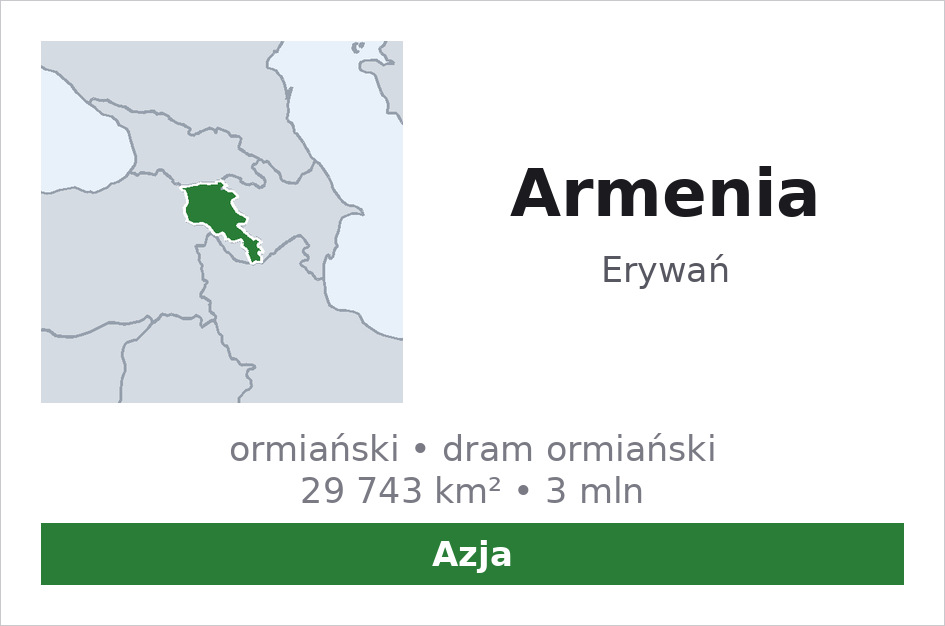 Armenia
Erywań
ormiański • dram ormiański
29 743 km² • 3 mln
Azja